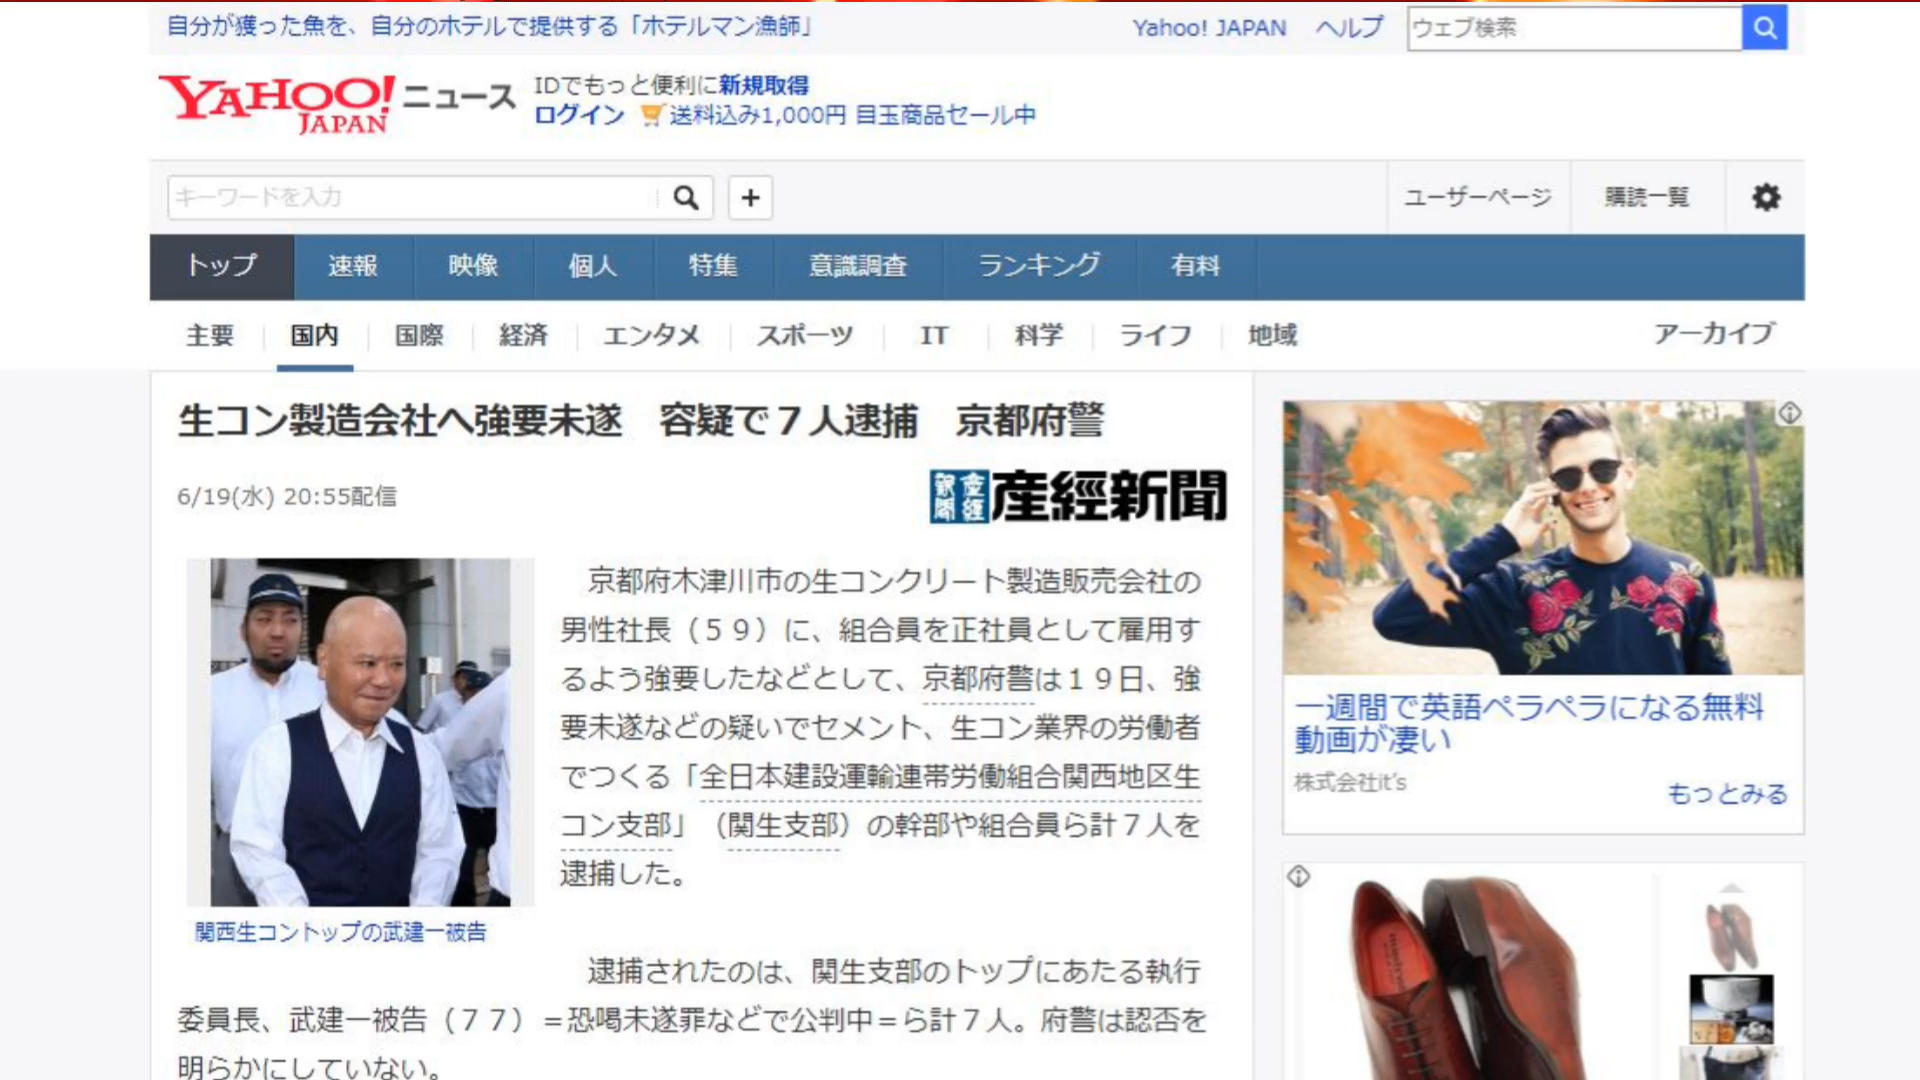 自分が獲った魚を、自分のホテルで提供する「ホテルマン漁師」
Yahoo! JAPAN ヘルプ ウェブ検索
YAHOO! JAPAN ニュース
IDでもっと便利に新規取得
ログイン 送料込み1,000円 目玉商品セール中
キーワードを入力 +
ユーザーページ 購読一覧
トップ 速報 映像 個人 特集 意識調査 ランキング 有料
主要 国内 国際 経済 エンタメ スポーツ IT 科学 ライフ 地域 アーカイブ
生コン製造会社へ強要未遂　容疑で７人逮捕　京都府警
6/19(水) 20:55配信
産経新聞 産經新聞
京都府木津川市の生コンクリート製造販売会社の
男性社長（５９）に、組合員を正社員として雇用す
るよう強要したなどとして、京都府警は１９日、強
要未遂などの疑いでセメント、生コン業界の労働者
でつくる「全日本建設運輸連帯労働組合関西地区生
コン支部」（関生支部）の幹部や組合員ら計７人を
逮捕した。
関西生コントップの武建一被告
逮捕されたのは、関生支部のトップにあたる執行
委員長、武建一被告（７７）＝恐喝未遂罪などで公判中＝ら計７人。府警は認否を
明らかにしていない。
一週間で英語ペラペラになる無料
動画が凄い
株式会社it's
もっとみる